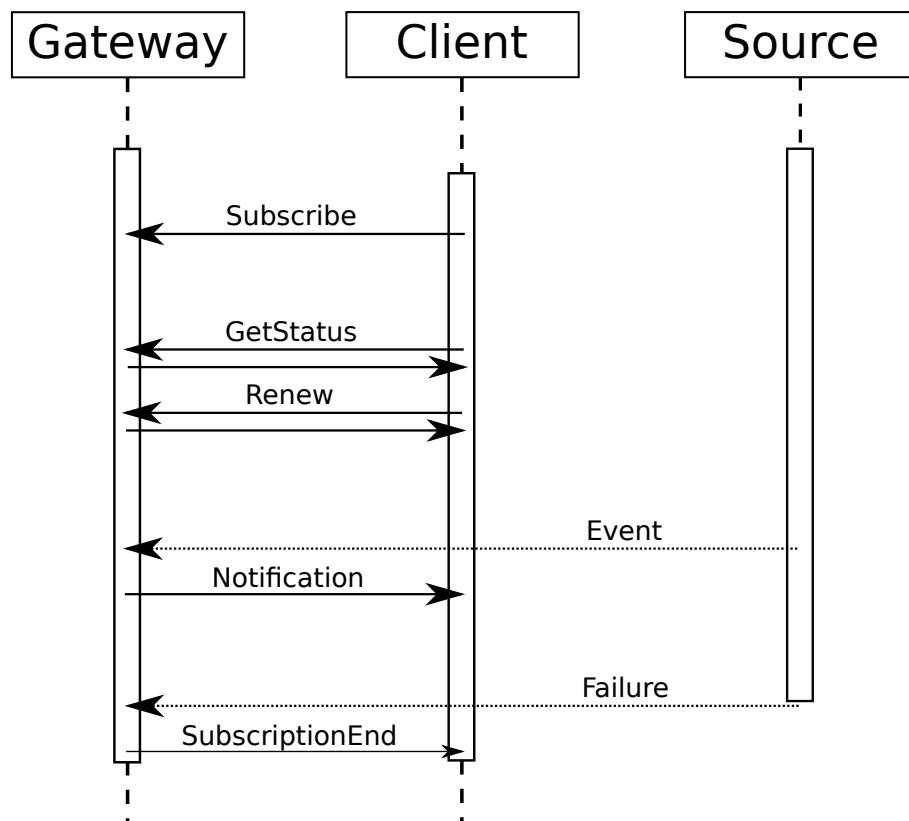 Gateway
Client
Source
Subscribe
GetStatus
Renew
Event
Notification
Failure
SubscriptionEnd